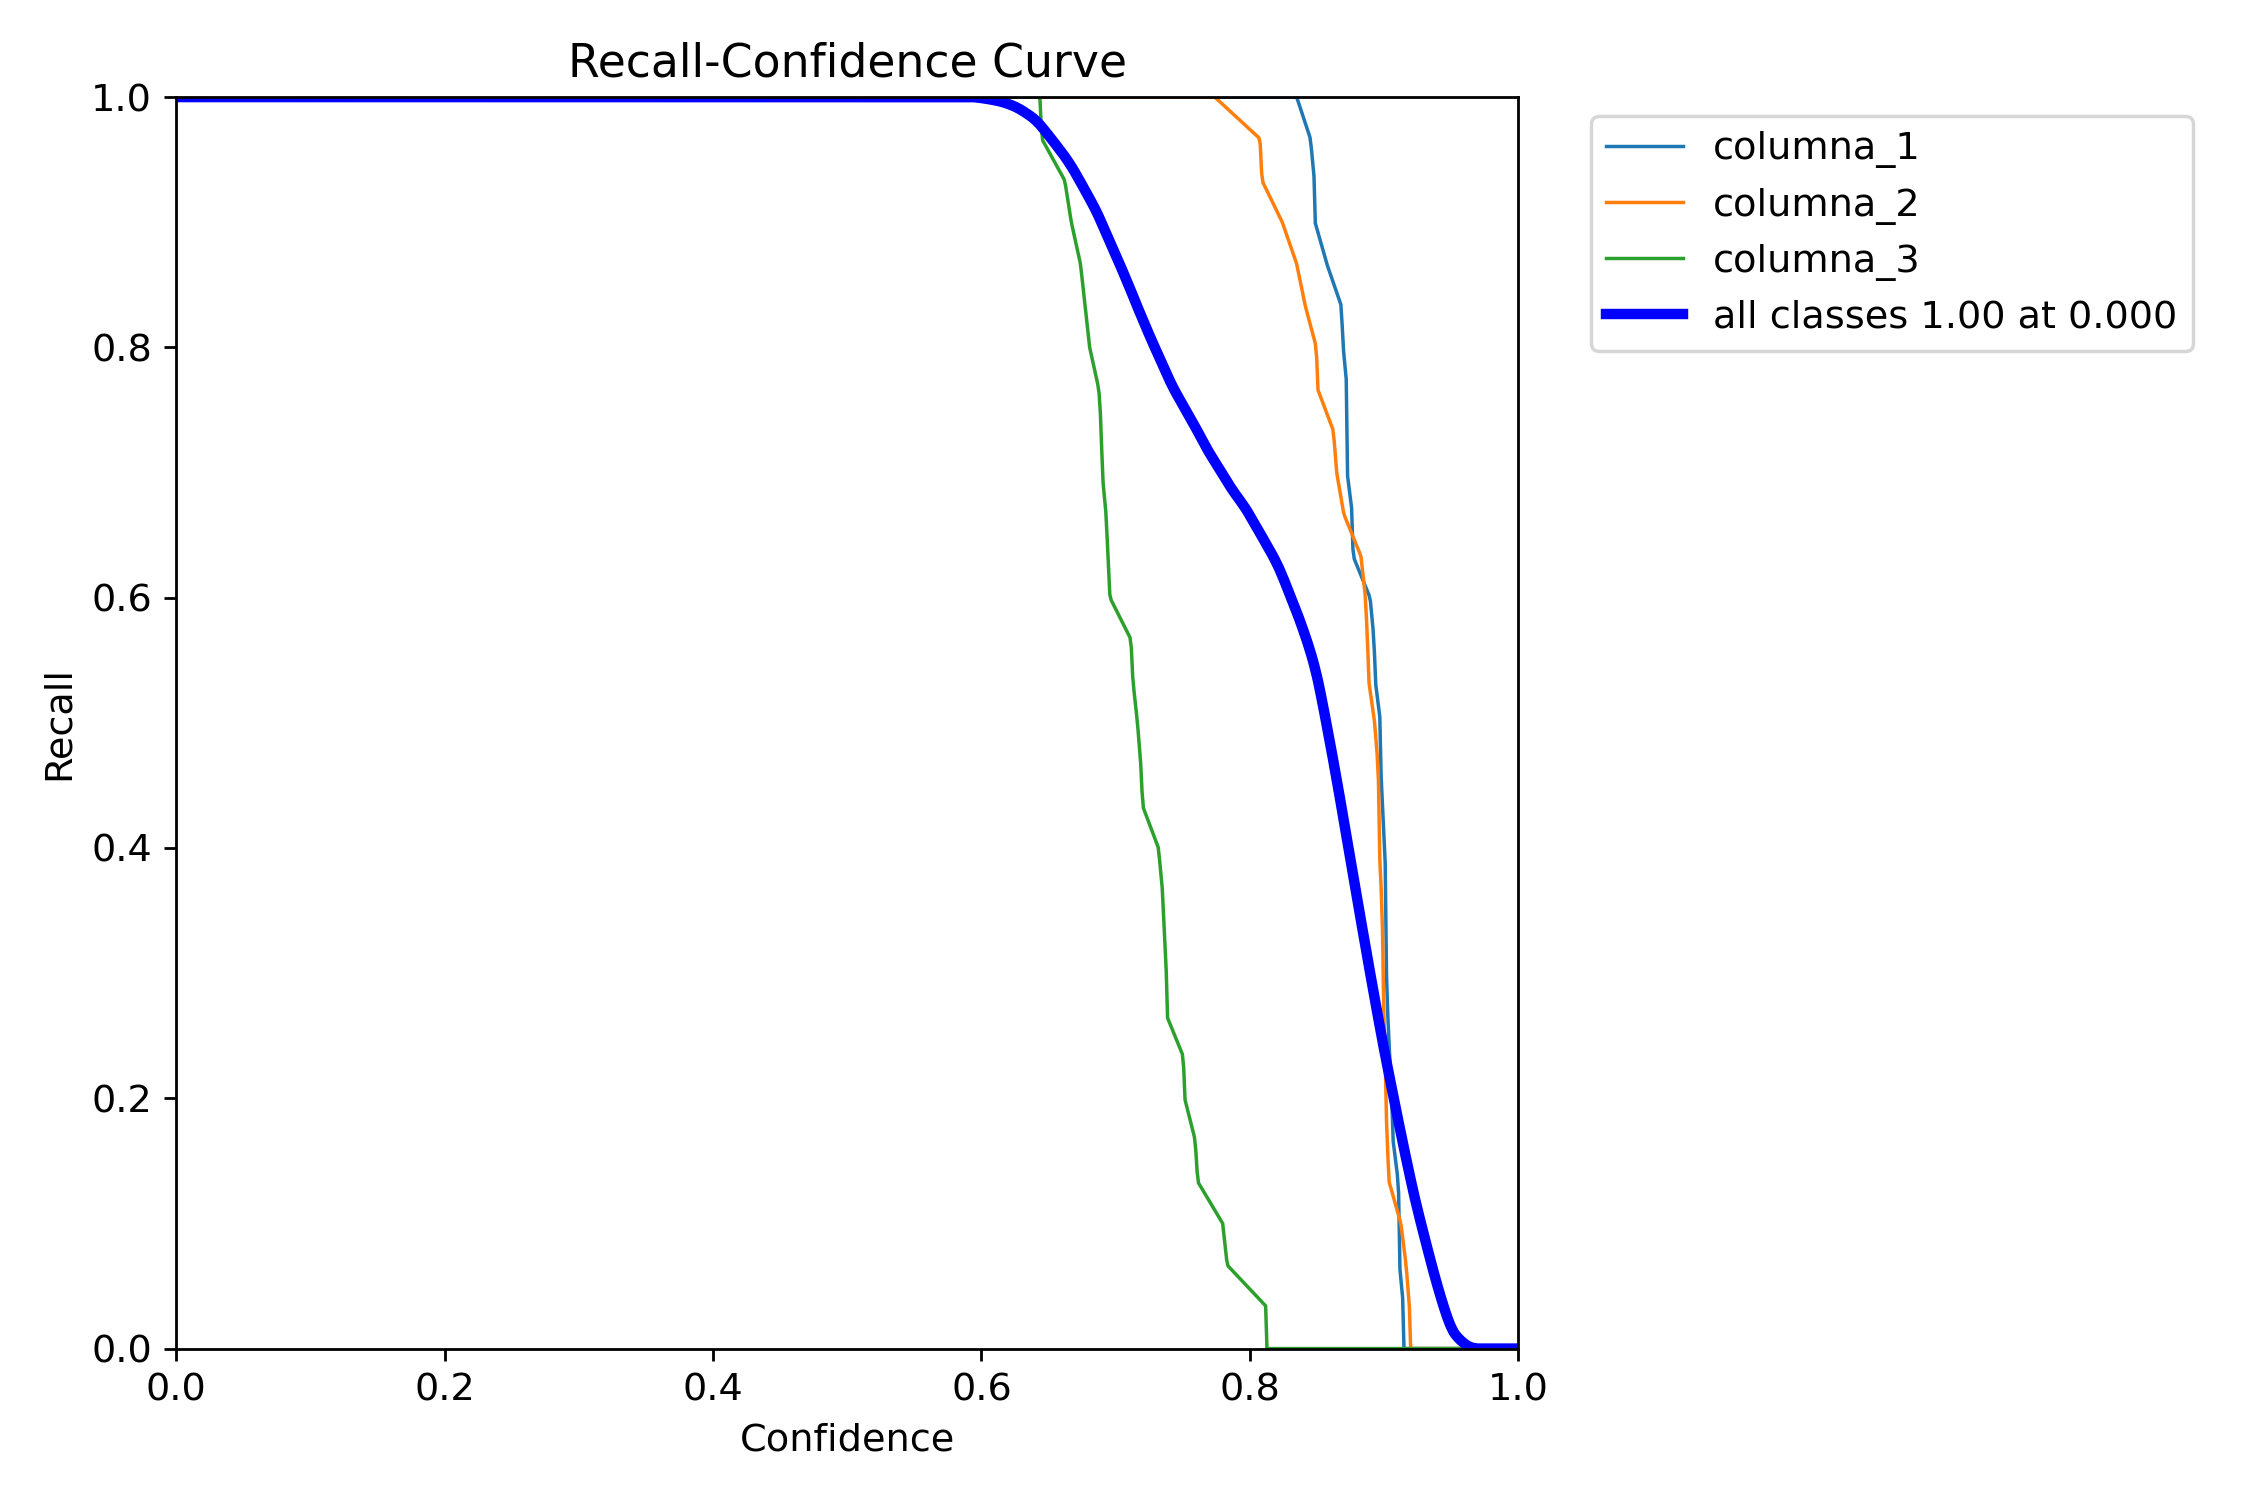 Recall-Confidence Curve
1.0
0.8
0.6
0.4
0.2
0.0
Recall
0.0 0.2 0.4 0.6 0.8 1.0
Confidence
columna_1
columna_2
columna_3
all classes 1.00 at 0.000